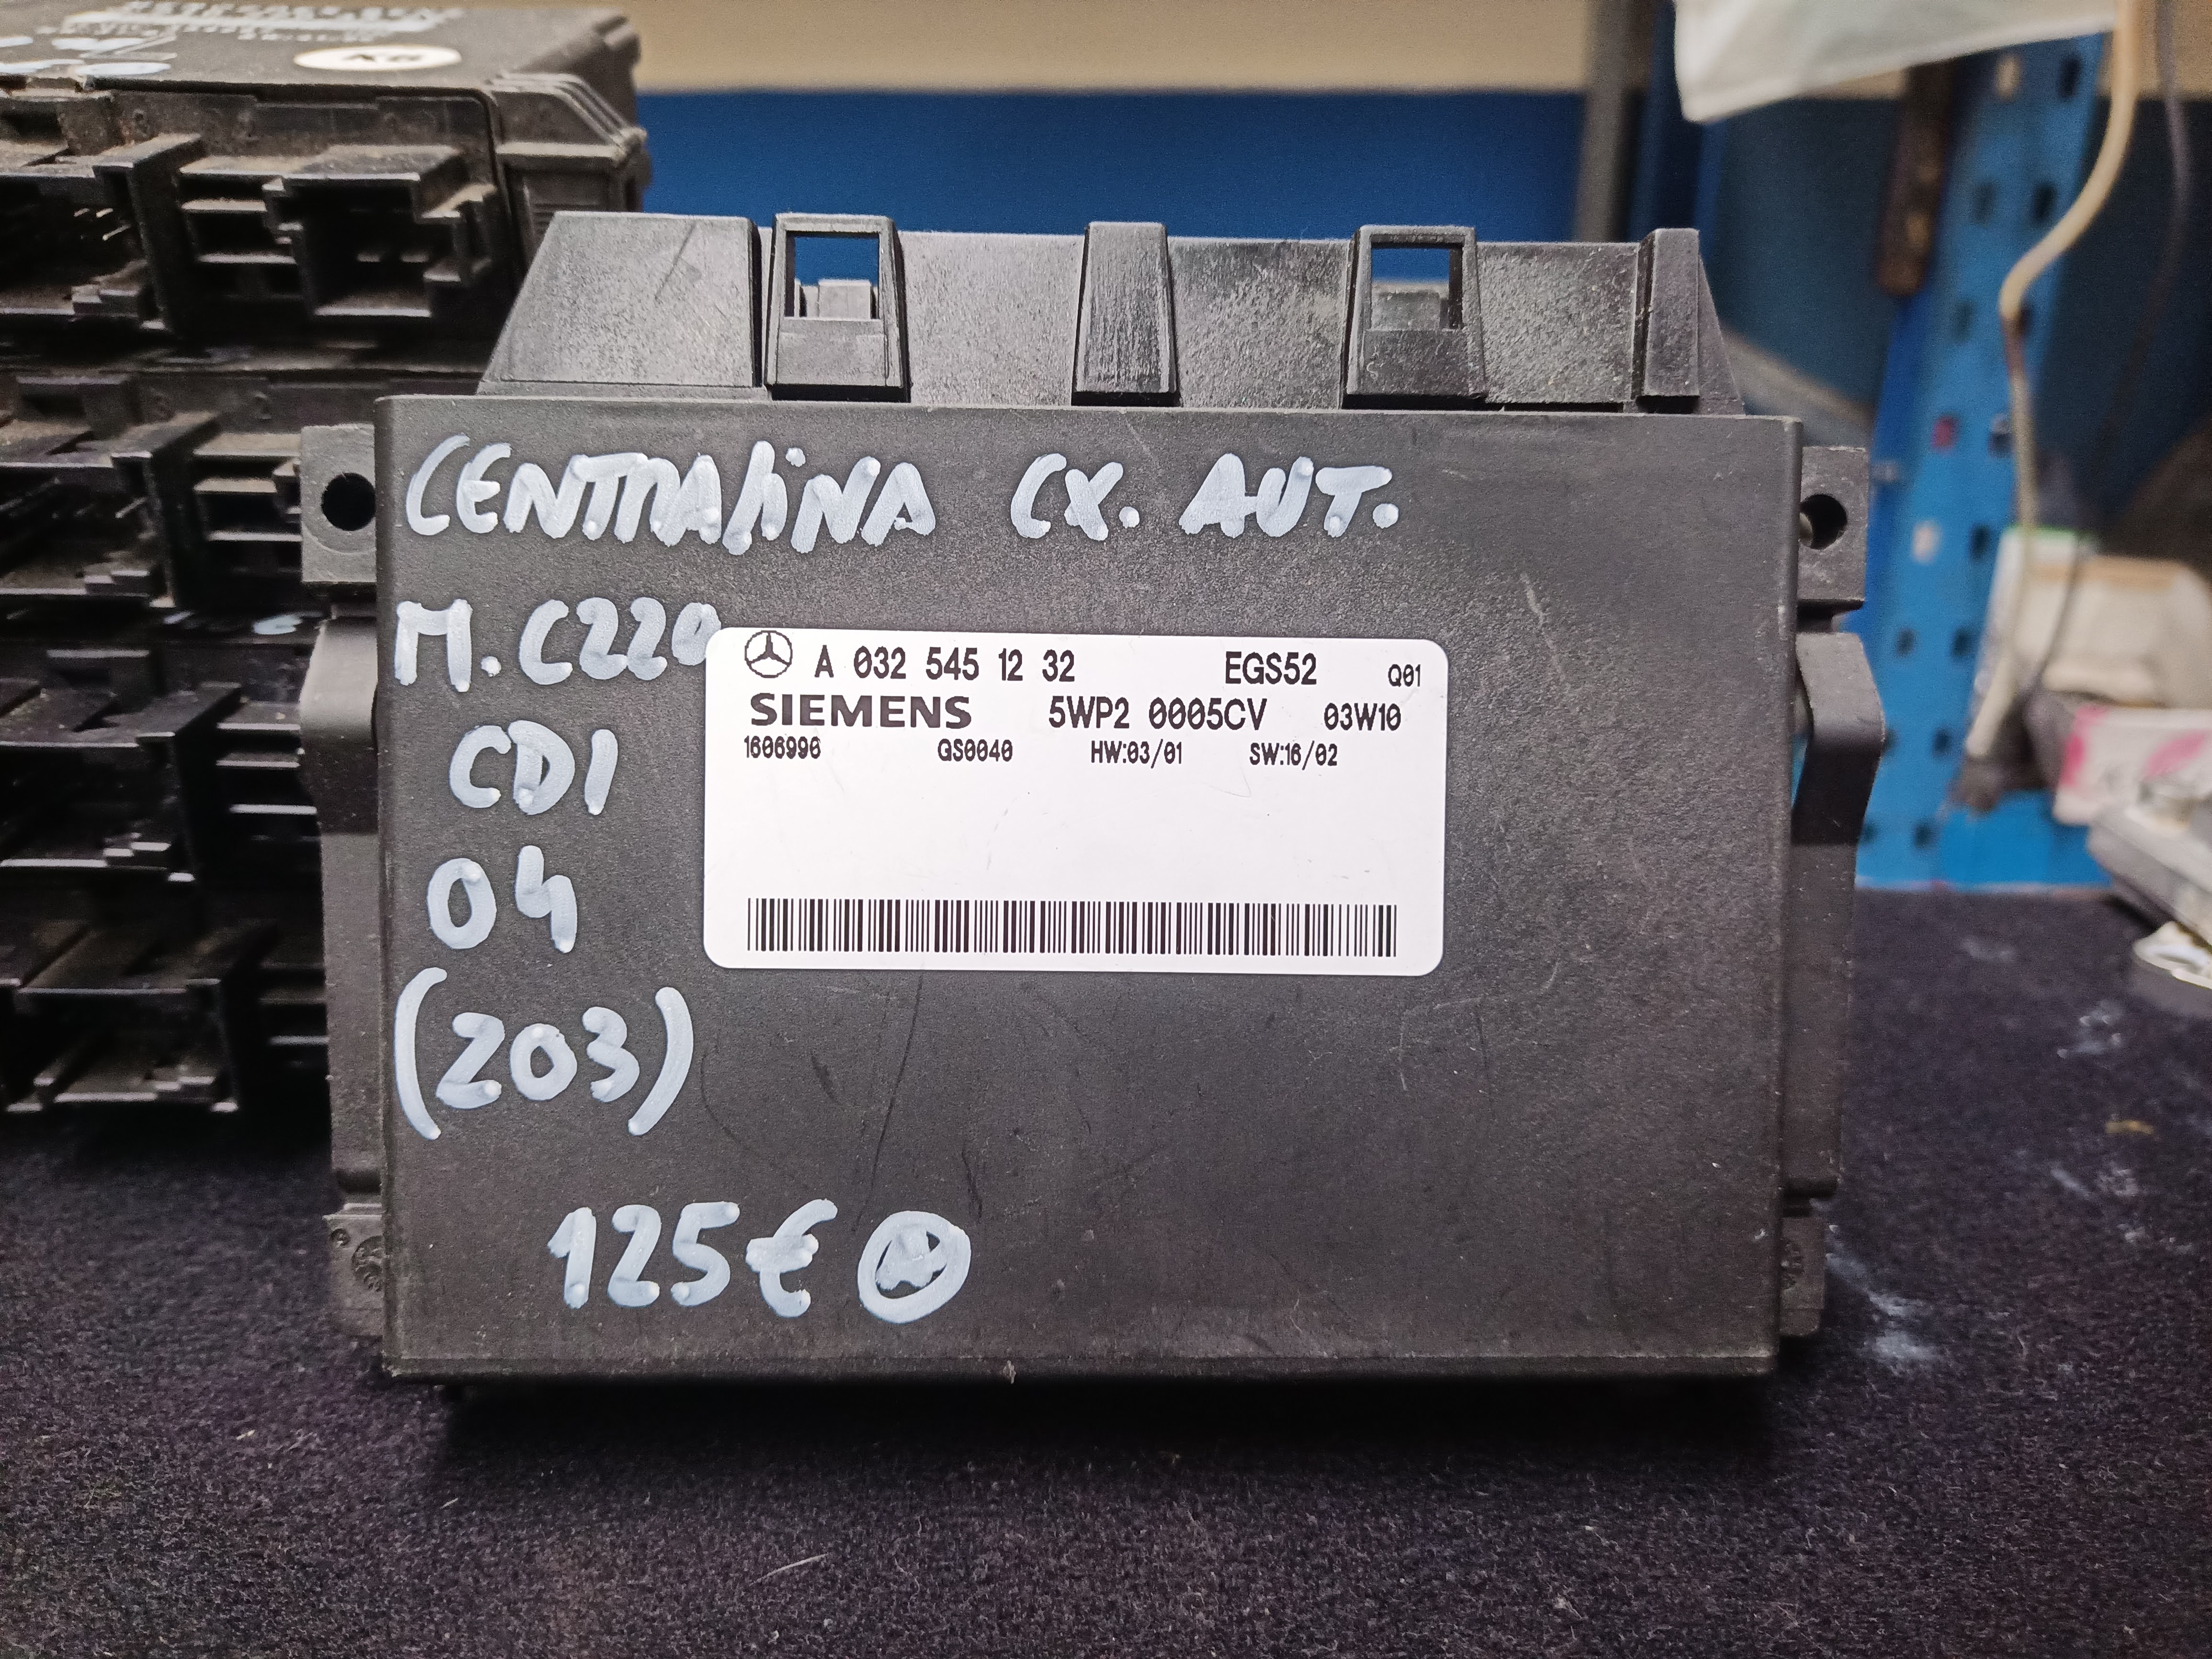 CENTRALiNA CX. AUT.
M. C220
CDI
04
(203)
125€
A 032 545 12 32 EGS52 Q01
SIEMENS 5WP2 0005CV 03W10
1606996 GS0040 HW:03/01 SW:16/02